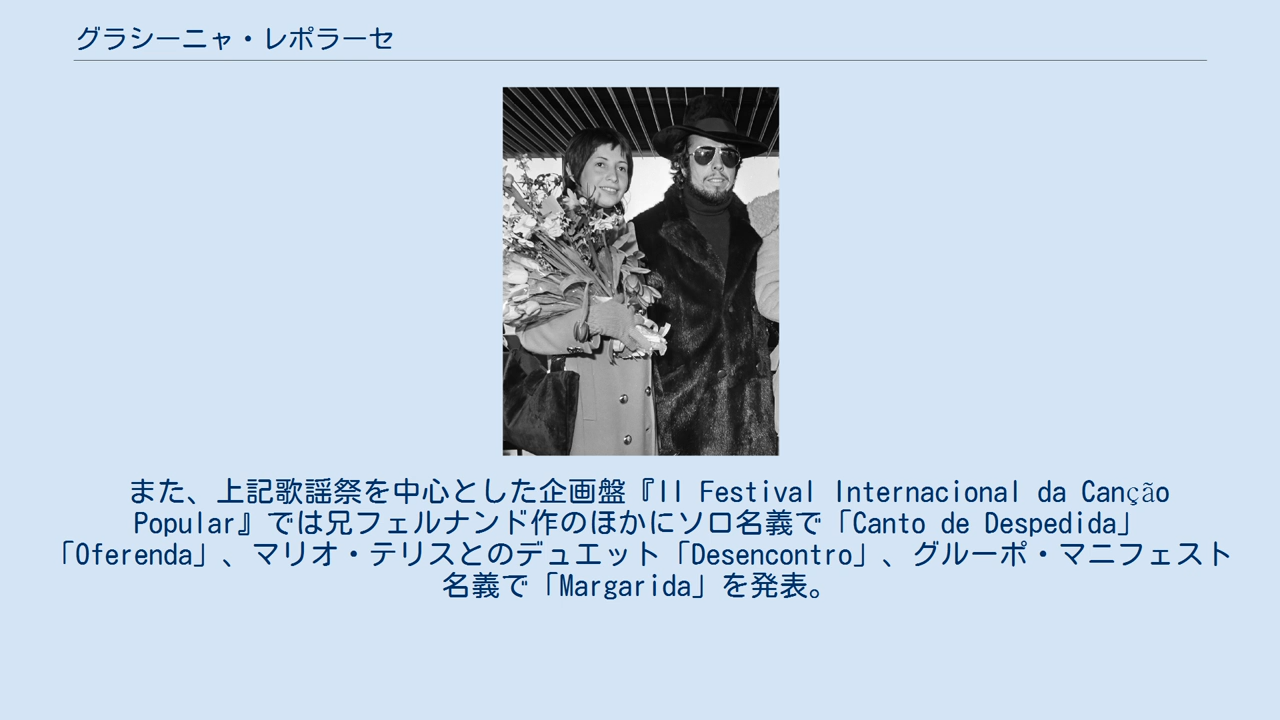 グラシーニャ・レポラーセ
また、上記歌謡祭を中心とした企画盤『II Festival Internacional da Canção
Popular』では兄フェルナンド作のほかにソロ名義で「Canto de Despedida」
「Oferenda」、マリオ・テリスとのデュエット「Desencontro」、グルーポ・マニフェスト
名義で「Margarida」を発表。